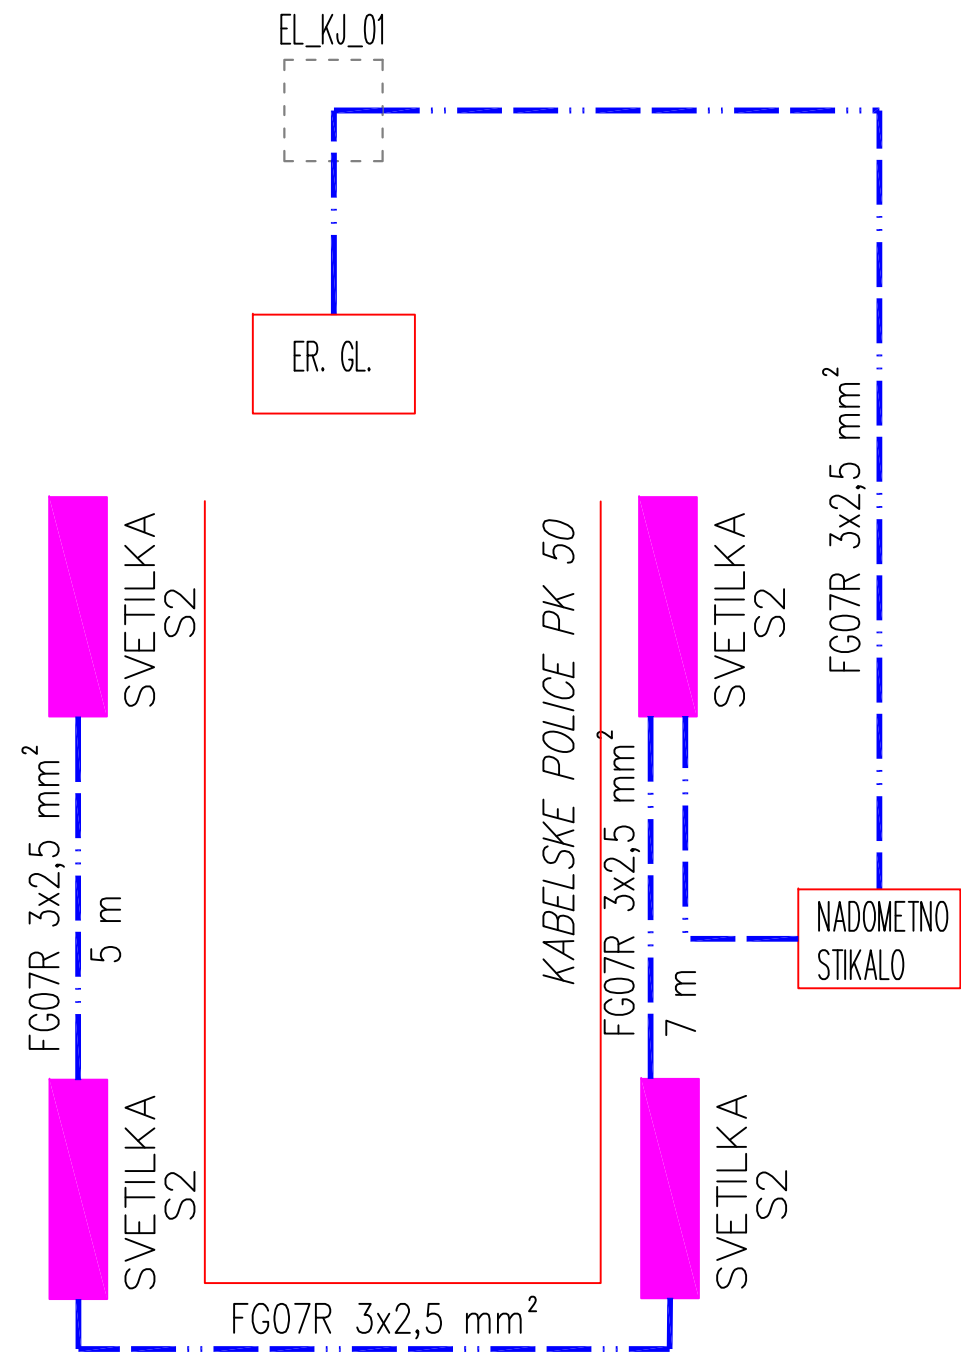 EL_KJ_01
ER. GL.
FG07R 3x2,5 mm²
SVETILKA
S2
KABELSKE POLICE PK 50
SVETILKA
S2
FG07R 3x2,5 mm²
5 m
FG07R 3x2,5 mm²
7 m
NADOMETNO
STIKALO
SVETILKA
S2
SVETILKA
S2
FG07R 3x2,5 mm²